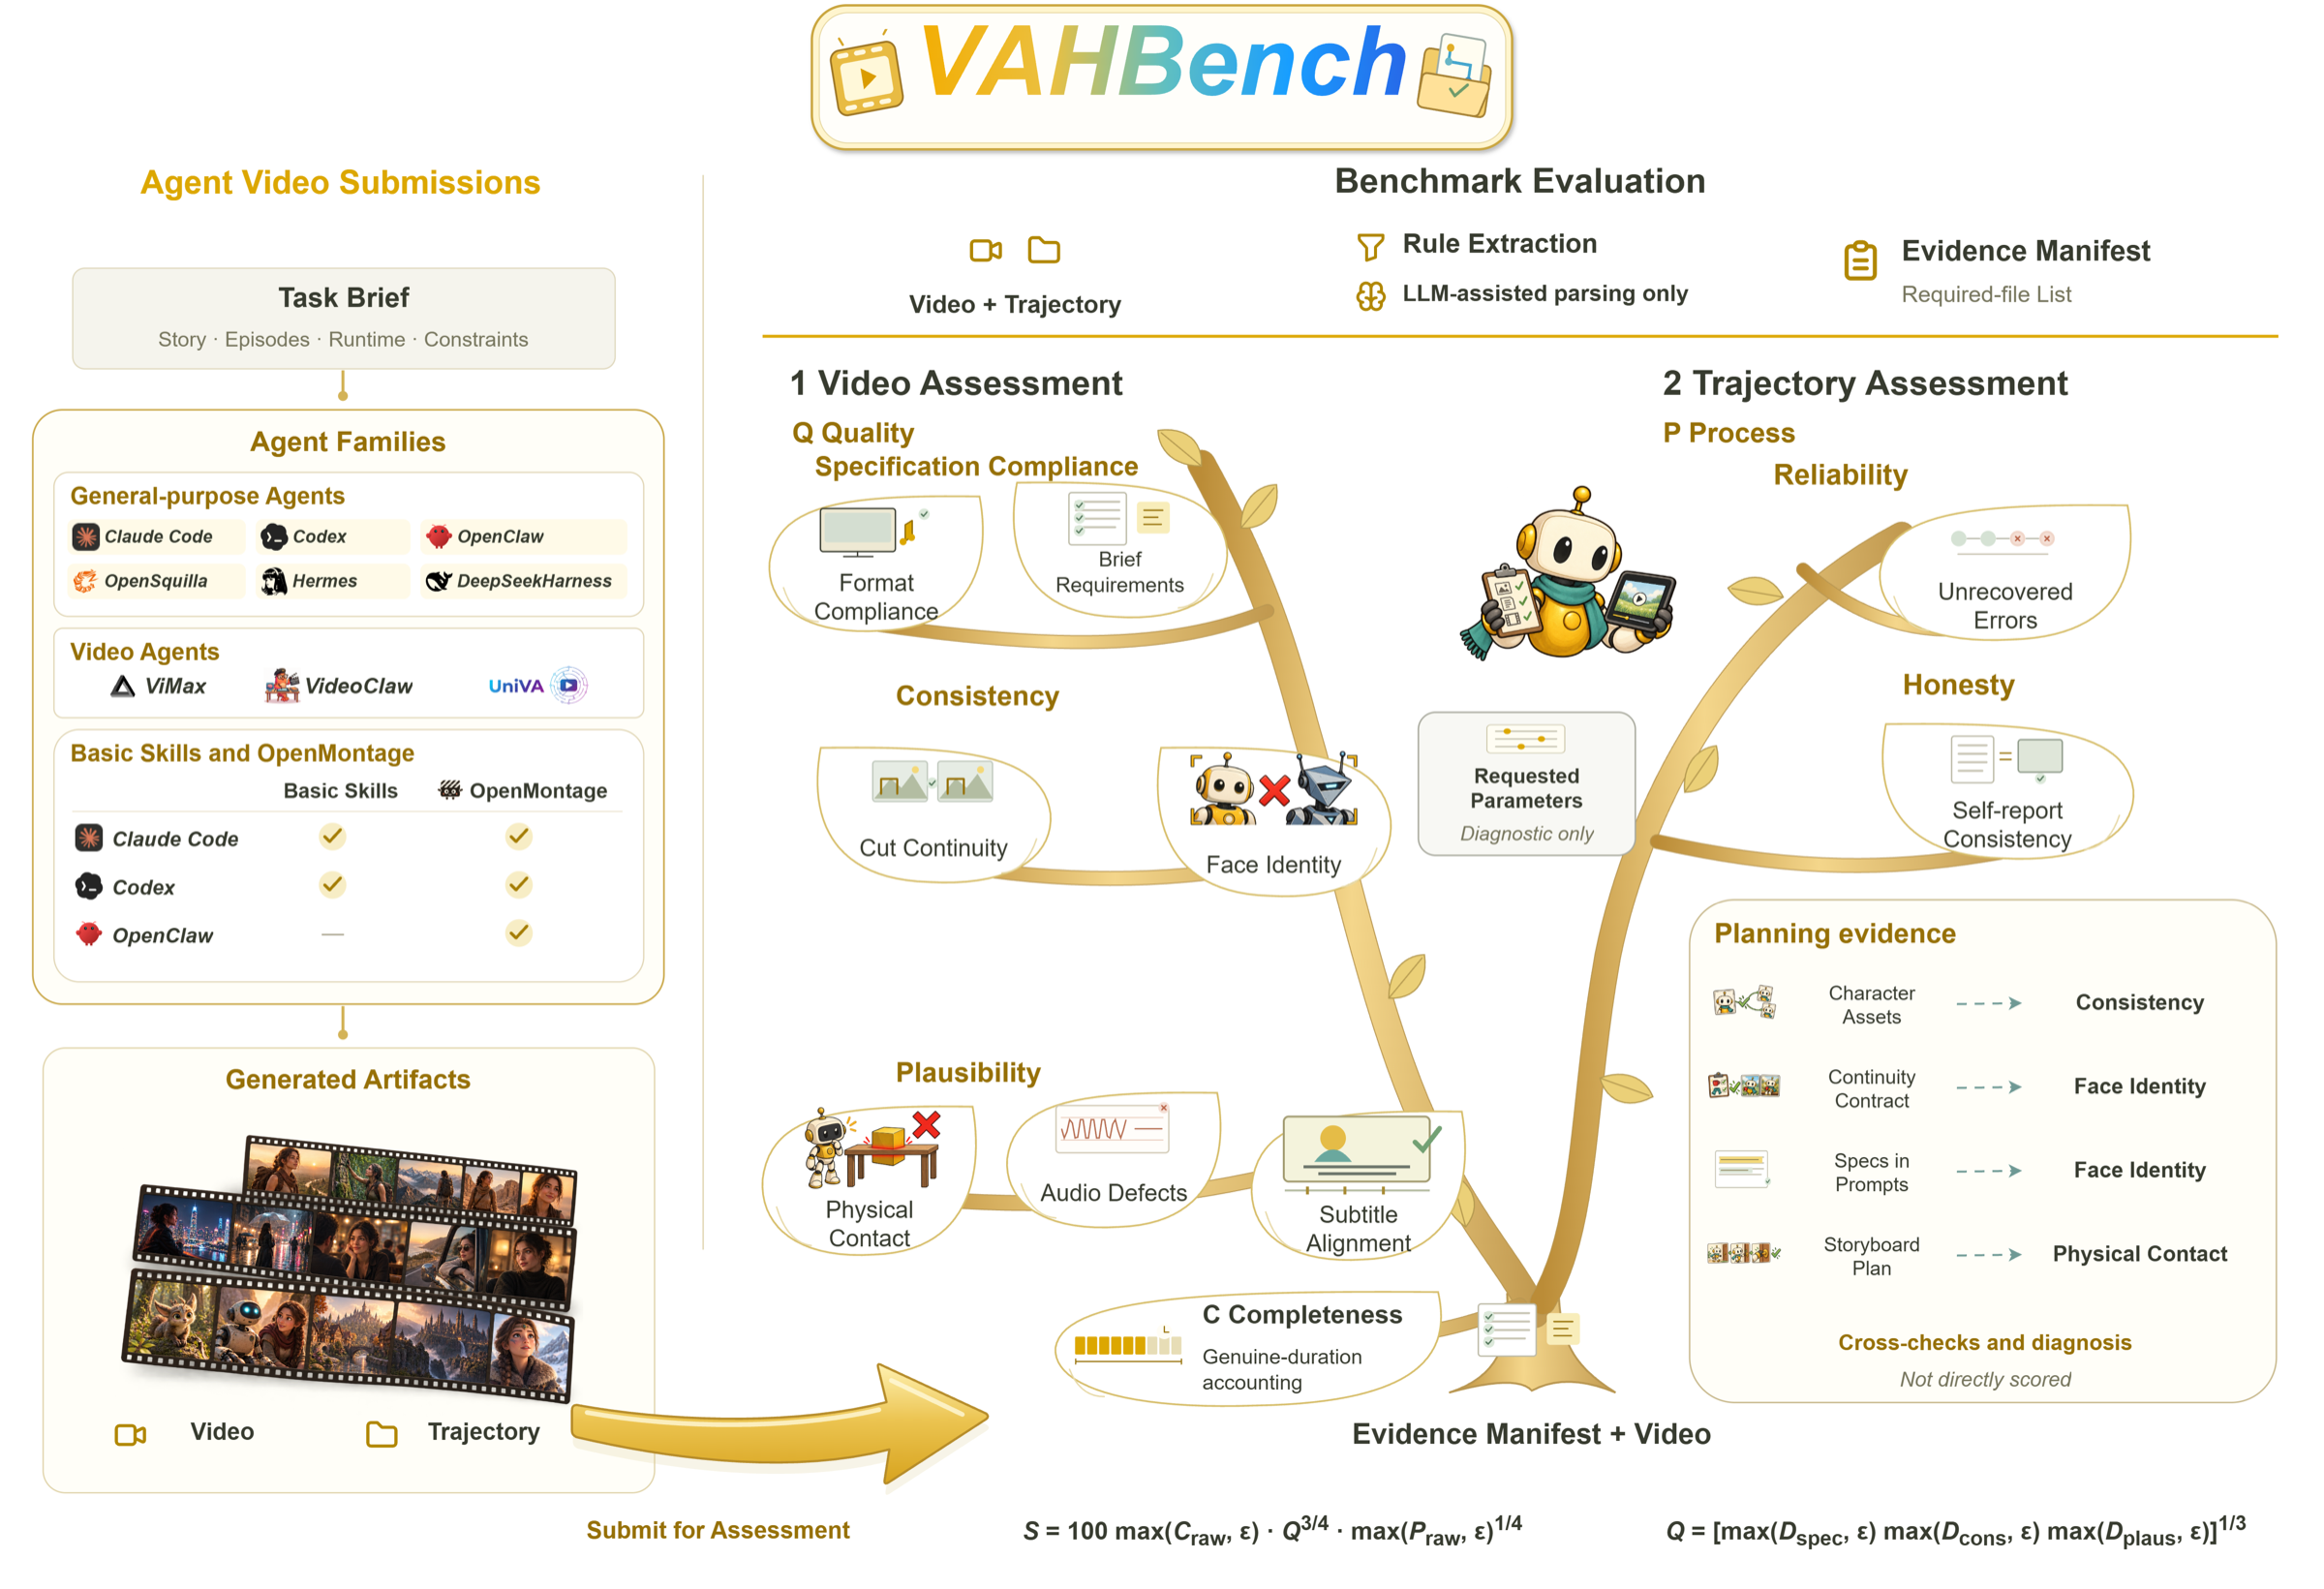 VAHBench
Agent Video Submissions
Task Brief
Story · Episodes · Runtime · Constraints
Agent Families
General-purpose Agents
Claude Code
Codex
OpenClaw
OpenSquilla
Hermes
DeepSeekHarness
Video Agents
ViMax
VideoClaw
UniVA
Basic Skills and OpenMontage
Basic Skills
OpenMontage
Claude Code
Codex
OpenClaw
Generated Artifacts
Video
Trajectory
Submit for Assessment
Benchmark Evaluation
Video + Trajectory
Rule Extraction
LLM-assisted parsing only
Evidence Manifest
Required-file List
1 Video Assessment
Q Quality
Specification Compliance
Format
Compliance
Brief
Requirements
Consistency
Cut Continuity
Face Identity
Plausibility
Physical
Contact
Audio Defects
Subtitle
Alignment
C Completeness
Genuine-duration
accounting
2 Trajectory Assessment
P Process
Reliability
Unrecovered
Errors
Honesty
Self-report
Consistency
Requested
Parameters
Diagnostic only
Planning evidence
Character
Assets
Consistency
Continuity
Contract
Face Identity
Specs in
Prompts
Face Identity
Storyboard
Plan
Physical Contact
Cross-checks and diagnosis
Not directly scored
Evidence Manifest + Video
S = 100 max(C_raw, ε) · Q^3/4 · max(P_raw, ε)^1/4
Q = [max(D_spec, ε) max(D_cons, ε) max(D_plaus, ε)]^1/3